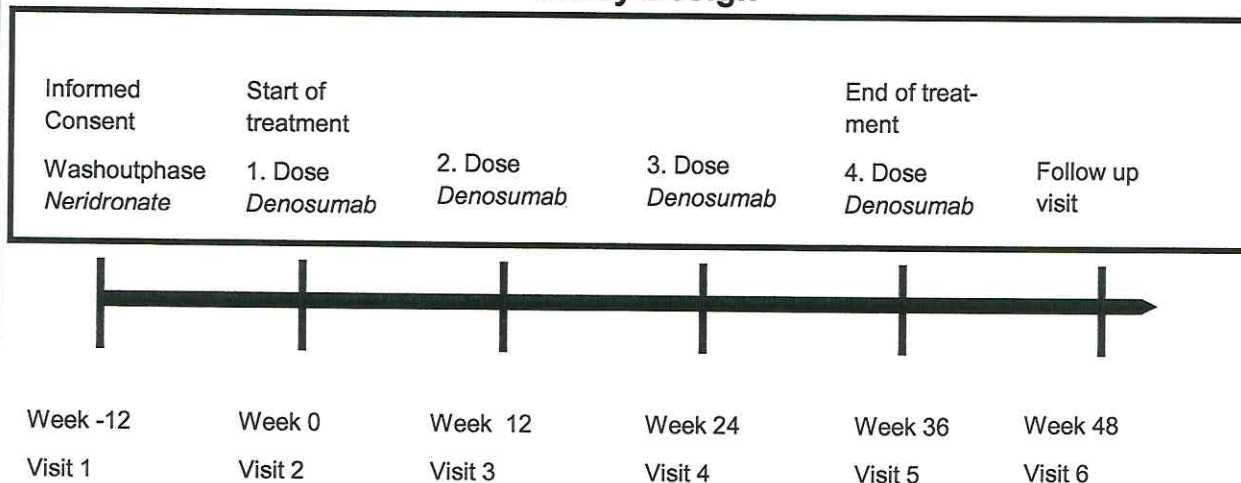 Informed Consent
Washoutphase
Neridronate
Start of treatment
1. Dose
Denosumab
2. Dose
Denosumab
3. Dose
Denosumab
End of treat-
ment
4. Dose
Denosumab
Follow up
visit
Week -12
Week 0
Week 12
Week 24
Week 36
Week 48
Visit 1
Visit 2
Visit 3
Visit 4
Visit 5
Visit 6